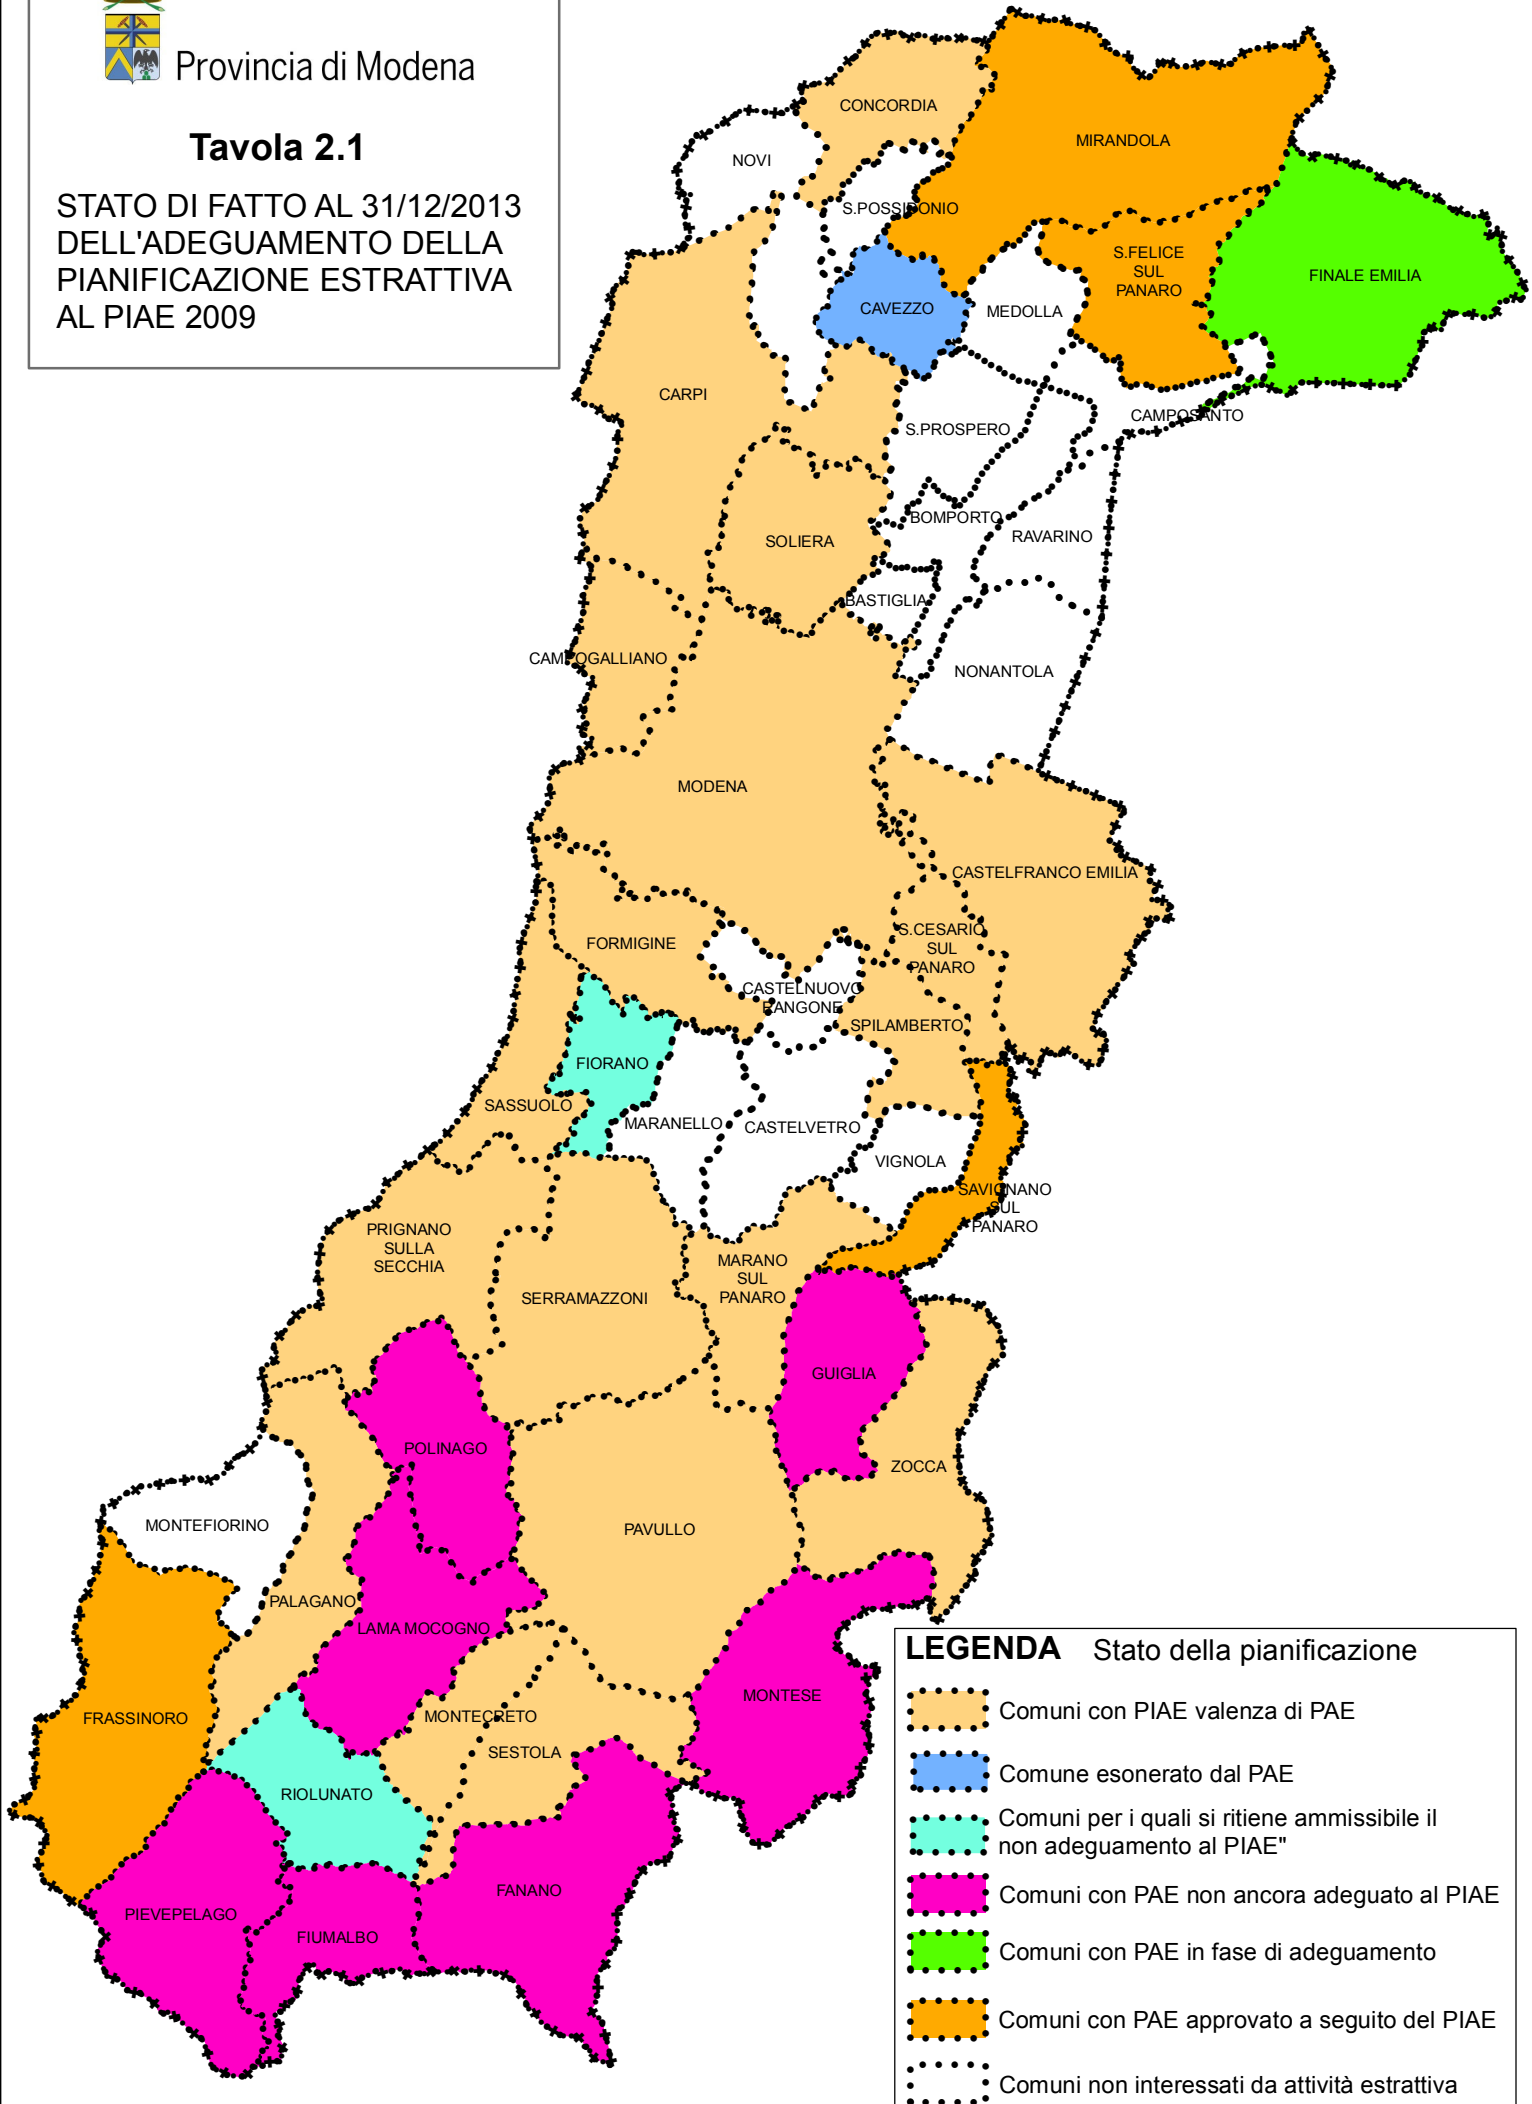 Provincia di Modena
Tavola 2.1
STATO DI FATTO AL 31/12/2013
DELL'ADEGUAMENTO DELLA
PIANIFICAZIONE ESTRATTIVA
AL PIAE 2009
CONCORDIA
MIRANDOLA
NOVI
S.POSSIDONIO
S.FELICE
SUL
PANARO
FINALE EMILIA
CAVEZZO
MEDOLLA
CARPI
CAMPOSANTO
S.PROSPERO
BOMPORTO
RAVARINO
SOLIERA
BASTIGLIA
CAMPOGALLIANO
NONANTOLA
MODENA
CASTELFRANCO EMILIA
FORMIGINE
S.CESARIO
SUL
PANARO
CASTELNUOVO
RANGONE
SPILAMBERTO
FIORANO
SASSUOLO
MARANELLO
CASTELVETRO
VIGNOLA
SAVIGNANO
SUL
PANARO
PRIGNANO
SULLA
SECCHIA
MARANO
SUL
PANARO
SERRAMAZZONI
GUIGLIA
POLINAGO
ZOCCA
MONTEFIORINO
PAVULLO
PALAGANO
LAMA MOCOGNO
MONTESE
FRASSINORO
MONTECRETO
SESTOLA
RIOLUNATO
FANANO
PIEVEPELAGO
FIUMALBO
LEGENDA Stato della pianificazione
Comuni con PIAE valenza di PAE
Comune esonerato dal PAE
Comuni per i quali si ritiene ammissibile il
non adeguamento al PIAE"
Comuni con PAE non ancora adeguato al PIAE
Comuni con PAE in fase di adeguamento
Comuni con PAE approvato a seguito del PIAE
Comuni non interessati da attività estrattiva